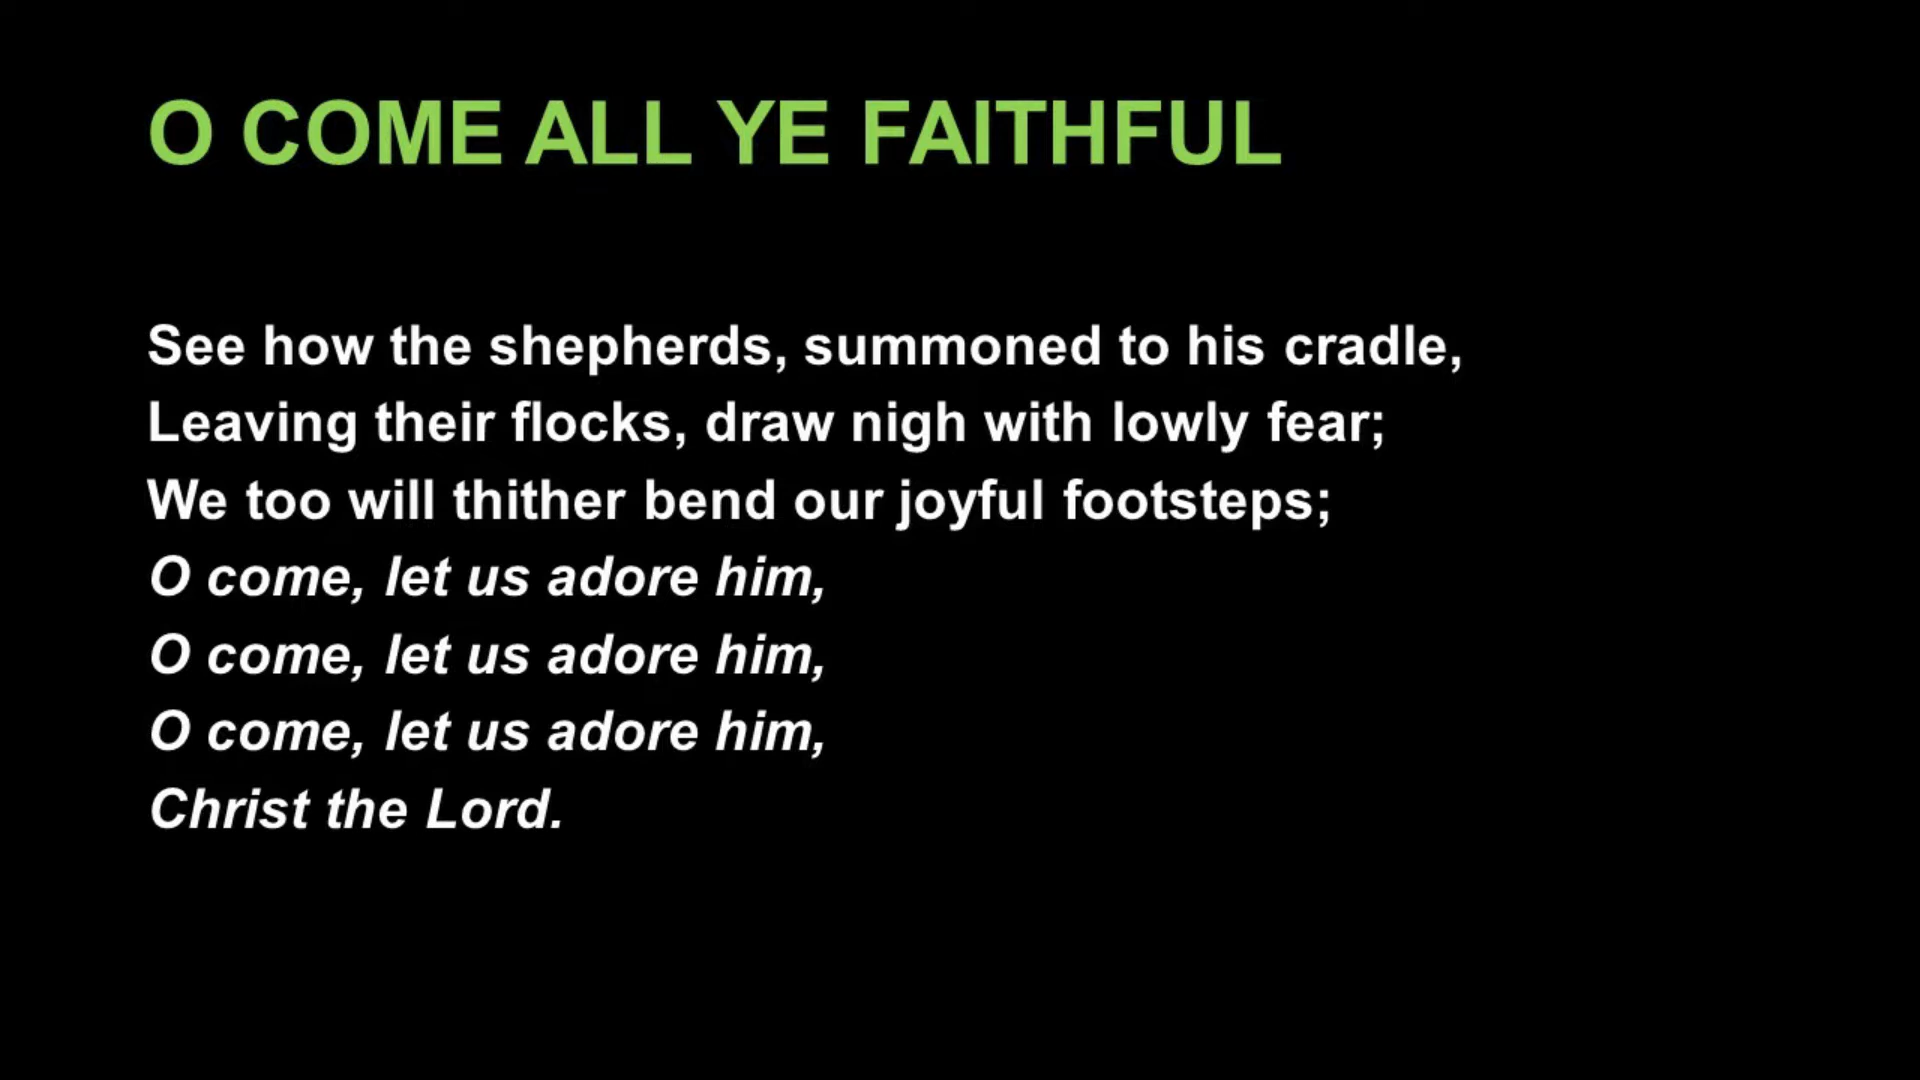 O COME ALL YE FAITHFUL
See how the shepherds, summoned to his cradle,
Leaving their flocks, draw nigh with lowly fear;
We too will thither bend our joyful footsteps;
O come, let us adore him,
O come, let us adore him,
O come, let us adore him,
Christ the Lord.